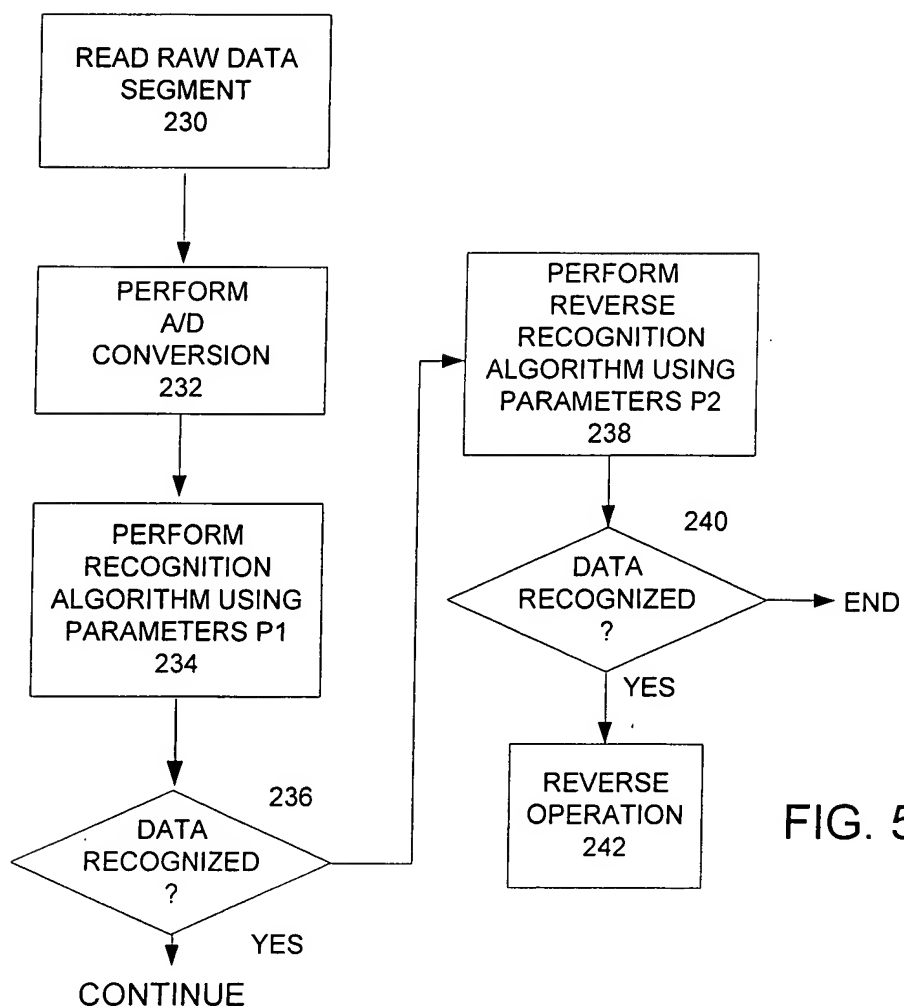 READ RAW DATA
SEGMENT
230
PERFORM
A/D
CONVERSION
232
PERFORM
RECOGNITION
ALGORITHM USING
PARAMETERS P1
234
236
DATA
RECOGNIZED
?
YES
CONTINUE
PERFORM
REVERSE
RECOGNITION
ALGORITHM USING
PARAMETERS P2
238
240
DATA
RECOGNIZED
?
END
YES
REVERSE
OPERATION
242
FIG. 5